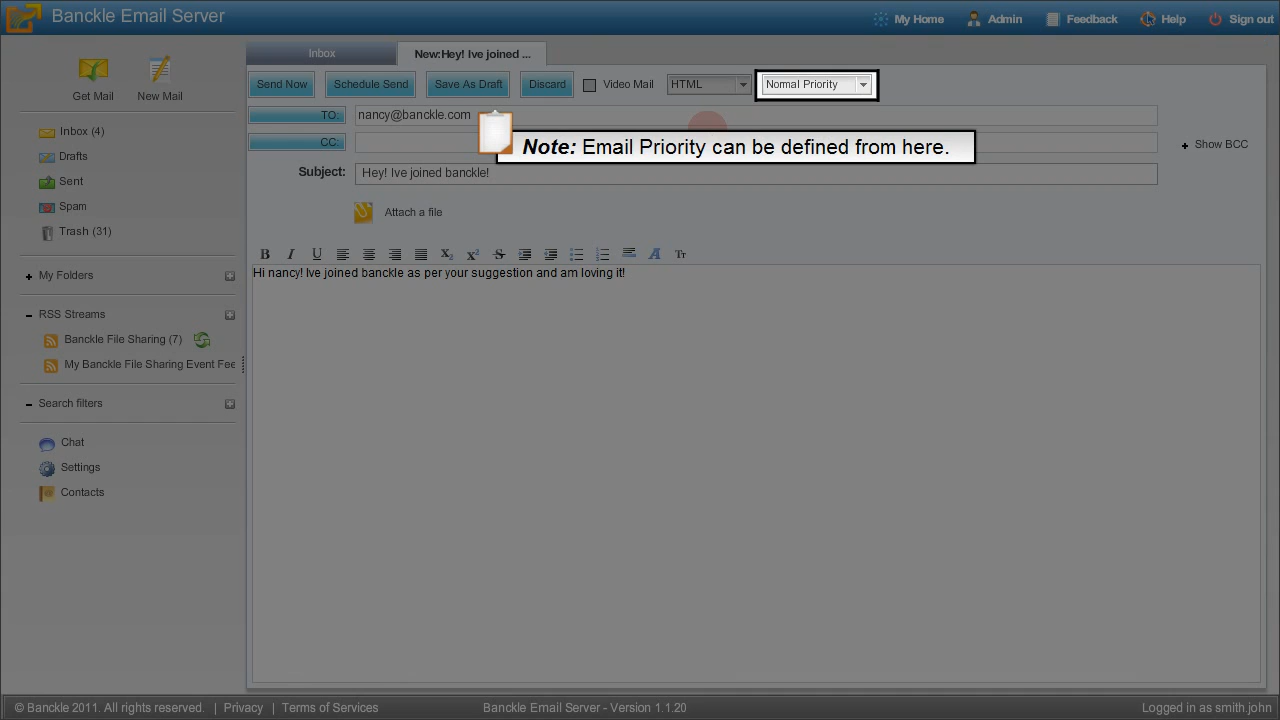 Banckle Email Server
My Home
Admin
Feedback
Help
Sign out
Get Mail
New Mail
Inbox
New:Hey! Ive joined ...
Send Now
Schedule Send
Save As Draft
Discard
Video Mail
HTML
Normal Priority
TO:
nancy@banckle.com
CC:
Note: Email Priority can be defined from here.
Show BCC
Subject:
Hey! Ive joined banckle!
Attach a file
B I U X2 X2 S A Tr
Hi nancy! Ive joined banckle as per your suggestion and am loving it!
Inbox (4)
Drafts
Sent
Spam
Trash (31)
My Folders
RSS Streams
Banckle File Sharing (7)
My Banckle File Sharing Event Fee
Search filters
Chat
Settings
Contacts
© Banckle 2011. All rights reserved. | Privacy | Terms of Services
Banckle Email Server - Version 1.1.20
Logged in as smith.john